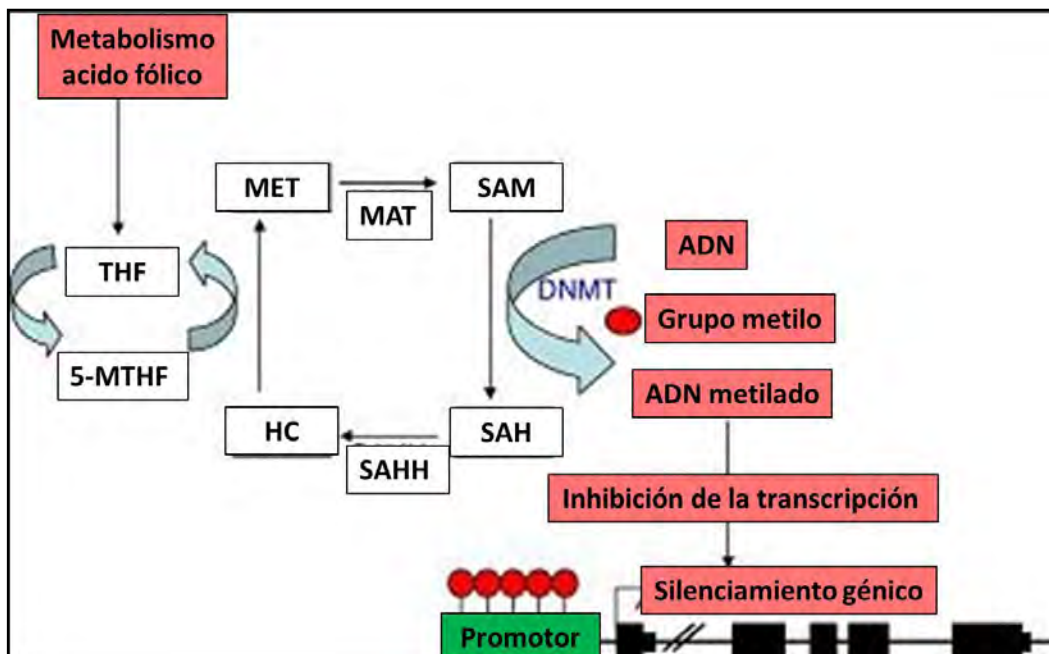 Metabolismo
acido fólico
MET
MAT
SAM
THF
ADN
DNMT
Grupo metilo
5-MTHF
ADN metilado
HC
SAHH
SAH
Inhibición de la transcripción
Silenciamiento génico
Promotor